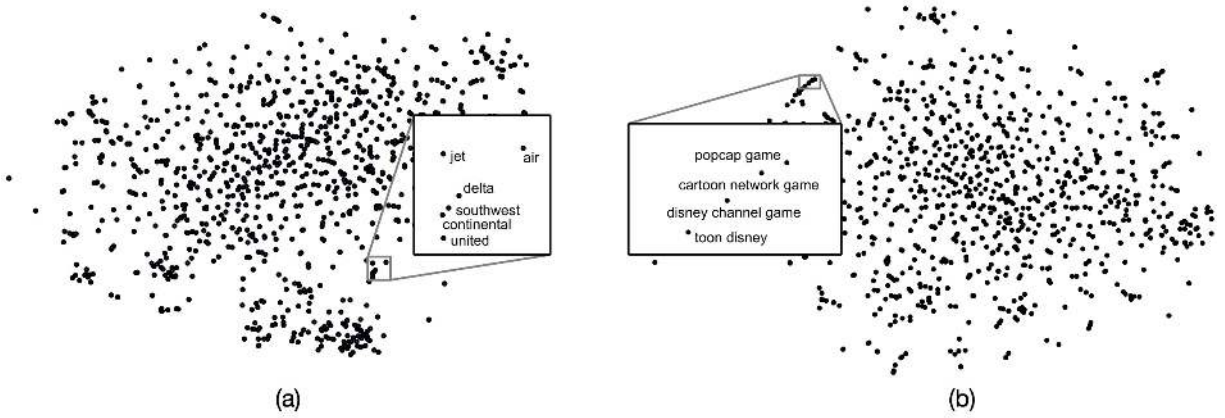 jet
air
delta
southwest
continental
united
popcap game
cartoon network game
disney channel game
toon disney
(a)
(b)